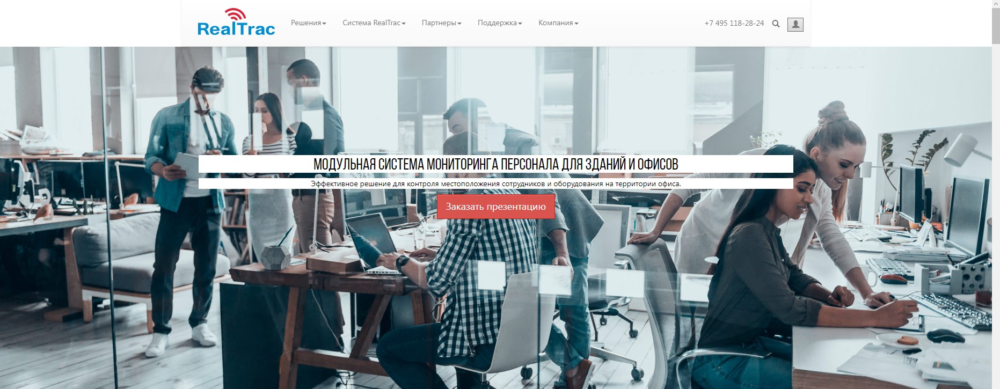 RealTrac
Решения
Система RealTrac
Партнеры
Поддержка
Компания
+7 495 118-28-24
МОДУЛЬНАЯ СИСТЕМА МОНИТОРИНГА ПЕРСОНАЛА ДЛЯ ЗДАНИЙ И ОФИСОВ
Эффективное решение для контроля местоположения сотрудников и оборудования на территории офиса.
Заказать презентацию